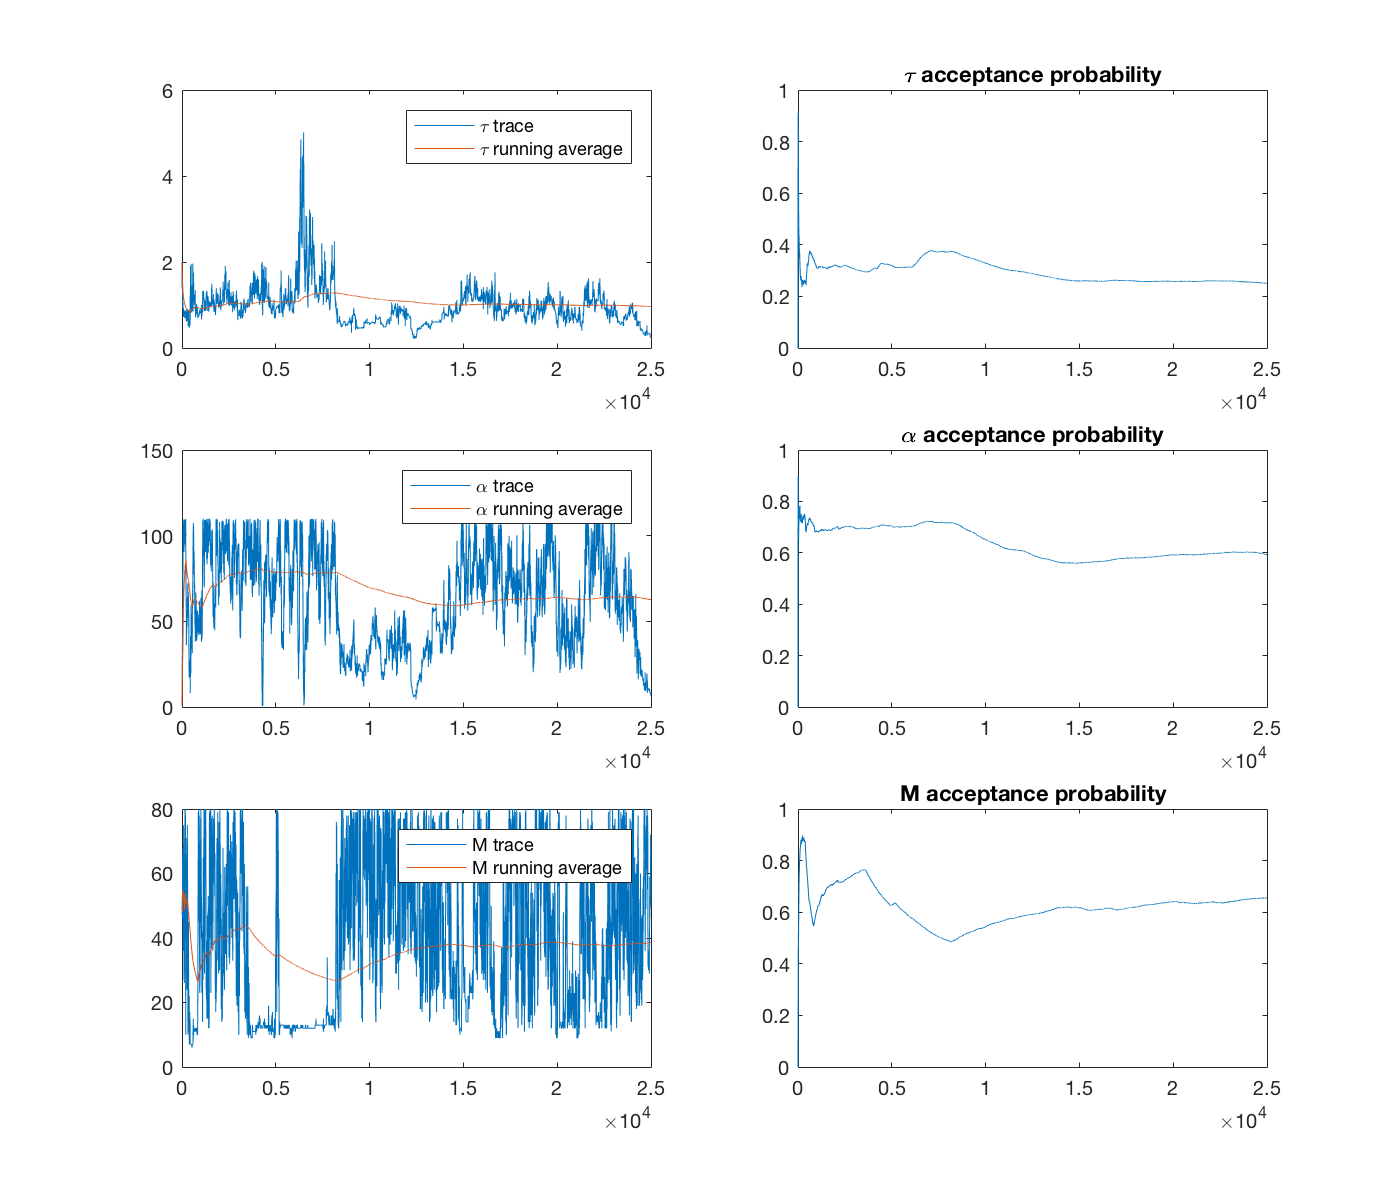 6
4
2
0
0 0.5 1 1.5 2 2.5
×10^4
τ trace
τ running average
τ acceptance probability
1
0.8
0.6
0.4
0.2
0
0 0.5 1 1.5 2 2.5
×10^4
150
100
50
0
0 0.5 1 1.5 2 2.5
×10^4
α trace
α running average
α acceptance probability
1
0.8
0.6
0.4
0.2
0
0 0.5 1 1.5 2 2.5
×10^4
80
60
40
20
0
0 0.5 1 1.5 2 2.5
×10^4
M trace
M running average
M acceptance probability
1
0.8
0.6
0.4
0.2
0
0 0.5 1 1.5 2 2.5
×10^4